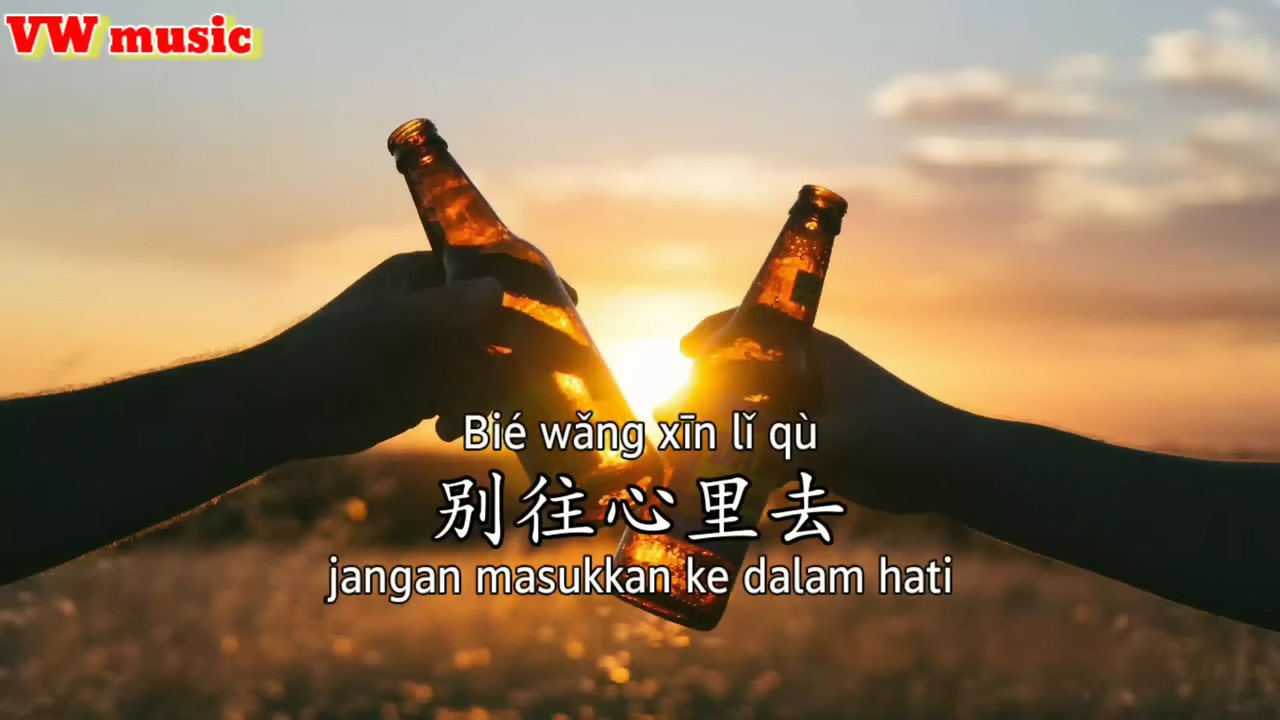 VW music
Bié wǎng xīn lǐ qù
别往心里去
jangan masukkan ke dalam hati